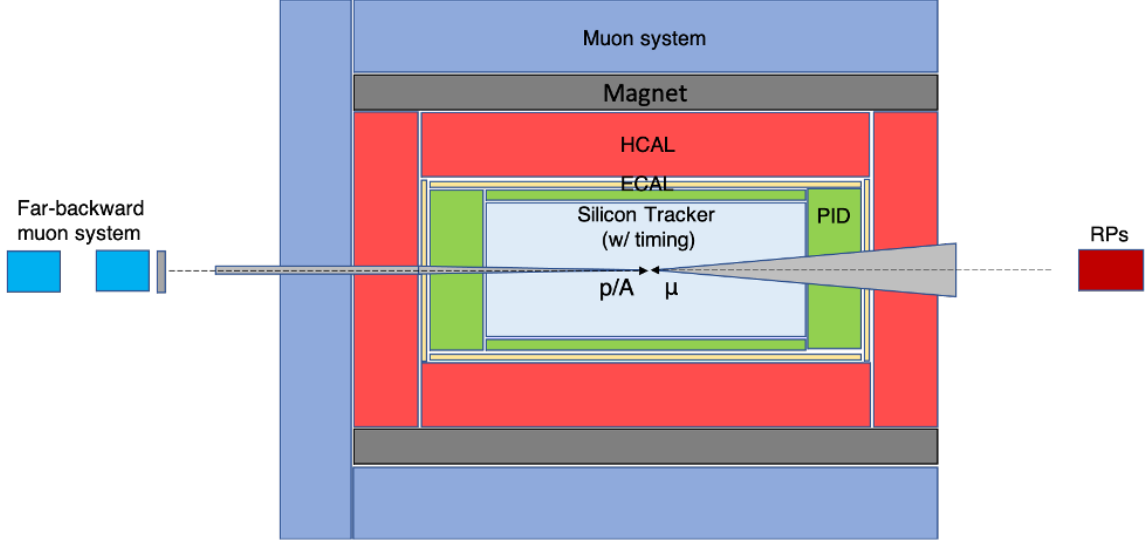 Muon system
Magnet
HCAL
ECAL
Silicon Tracker
(w/ timing)
PID
Far-backward
muon system
RPs
p/A
μ